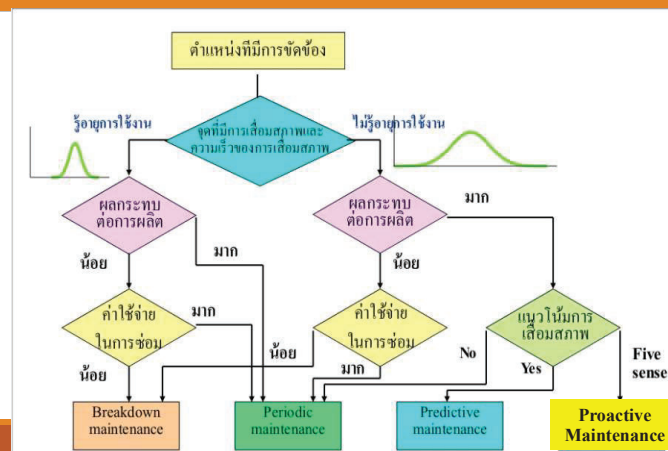 ตำแหน่งที่มีการขัดข้อง
รู้อายุการใช้งาน
จุดที่มีการเสื่อมสภาพและ
ความเร็วของการเสื่อมสภาพ
ไม่รู้อายุการใช้งาน
ผลกระทบ
ต่อการผลิต
ผลกระทบ
ต่อการผลิต
มาก
น้อย
มาก
น้อย
ค่าใช้จ่าย
ในการซ่อม
มาก
ค่าใช้จ่าย
ในการซ่อม
แนวโน้มการ
เสื่อมสภาพ
น้อย
น้อย
มาก
No
Yes
Five
sense
Breakdown
maintenance
Periodic
maintenance
Predictive
maintenance
Proactive
Maintenance